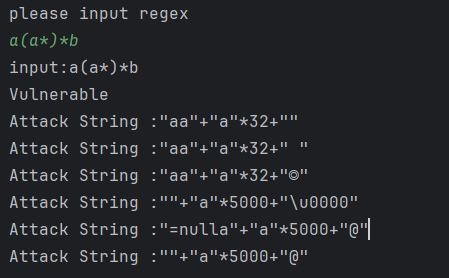 please input regex
a(a*)*b
input:a(a*)*b
Vulnerable
Attack String :"aa"+"a"*32+""
Attack String :"aa"+"a"*32+" "
Attack String :"aa"+"a"*32+"◎"
Attack String :""+"a"*5000+"\u0000"
Attack String :"=nulla"+"a"*5000+"@"
Attack String :""+"a"*5000+"@"